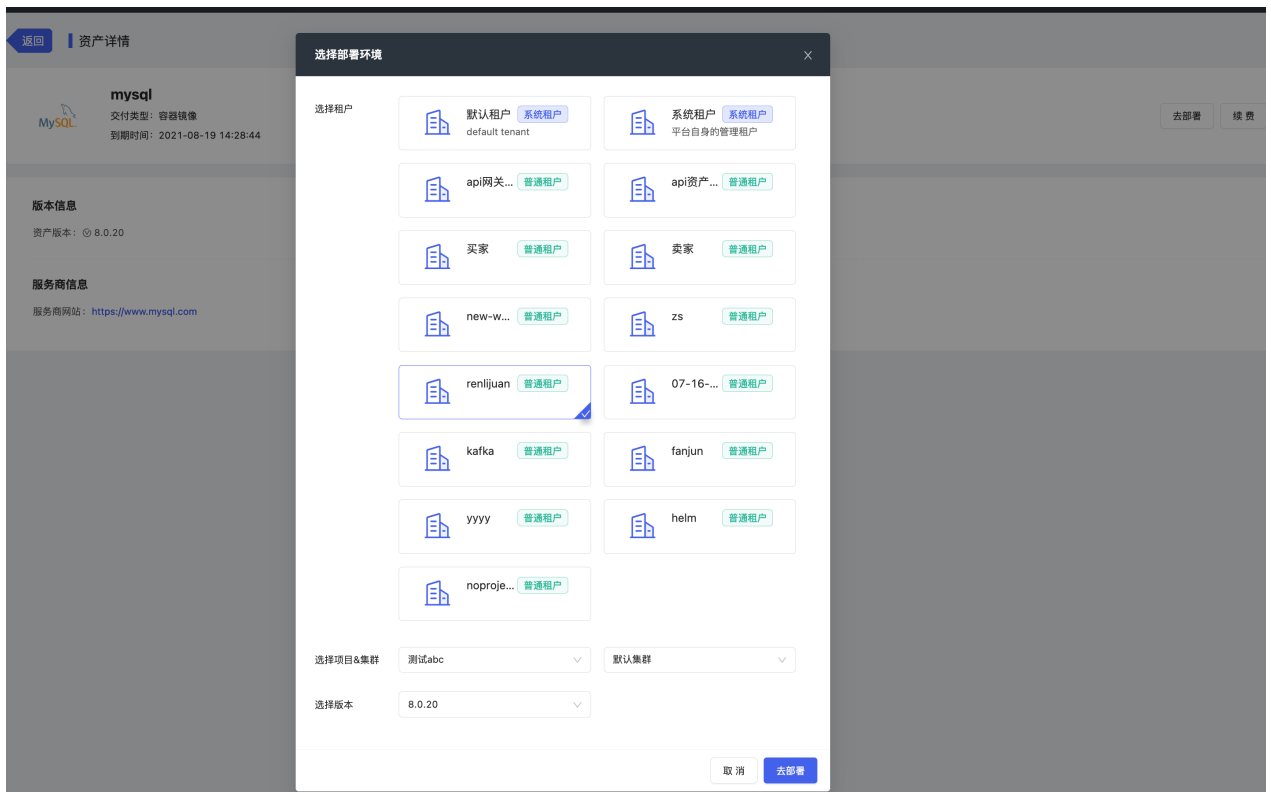 返回
资产详情
MySQL
mysql
交付类型：容器镜像
到期时间：2021-08-19 14:28:44
去部署
续 费
版本信息
资产版本： 8.0.20
服务商信息
服务商网站：https://www.mysql.com
选择部署环境
选择租户
默认租户 系统租户
default tenant
系统租户 系统租户
平台自身的管理租户
api网关... 普通租户
api资产... 普通租户
买家 普通租户
卖家 普通租户
new-w... 普通租户
zs 普通租户
renlijuan 普通租户
07-16-... 普通租户
kafka 普通租户
fanjun 普通租户
yyyy 普通租户
helm 普通租户
noproje... 普通租户
选择项目&集群
测试abc
默认集群
选择版本
8.0.20
取 消
去部署